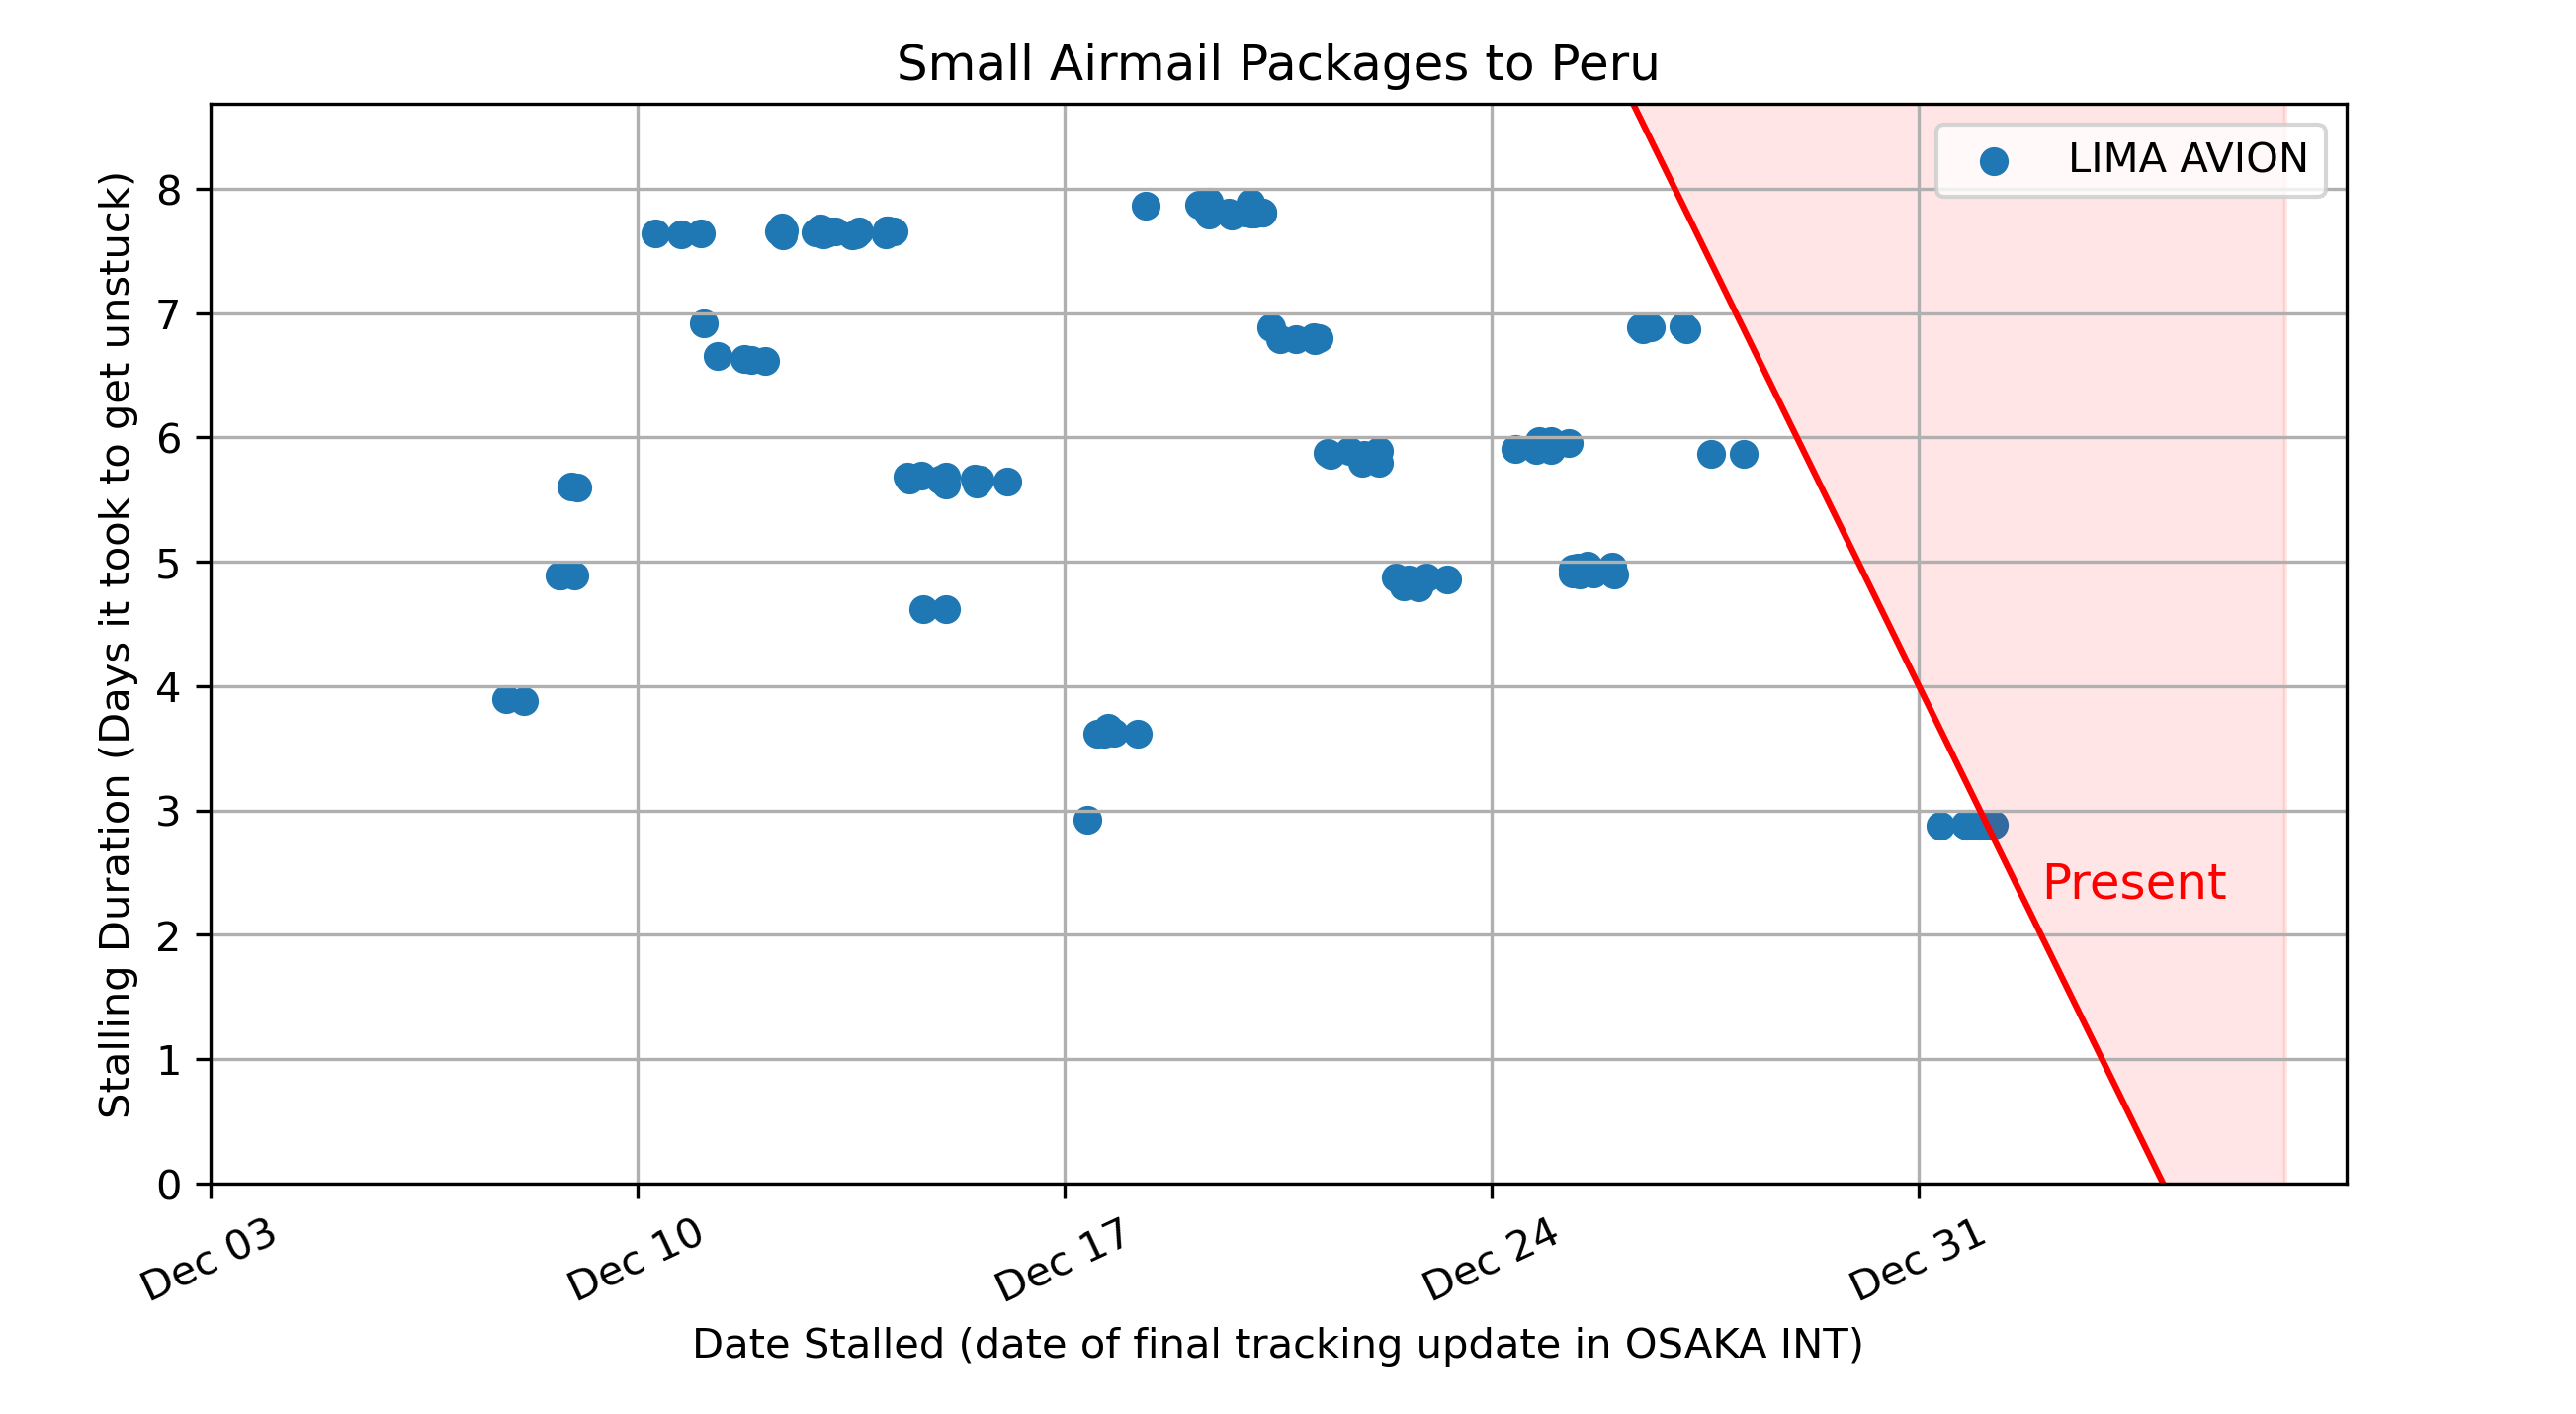 Small Airmail Packages to Peru
LIMA AVION
Stalling Duration (Days it took to get unstuck)
8
7
6
5
4
3
2
1
0
Present
Dec 03
Dec 10
Dec 17
Dec 24
Dec 31
Date Stalled (date of final tracking update in OSAKA INT)